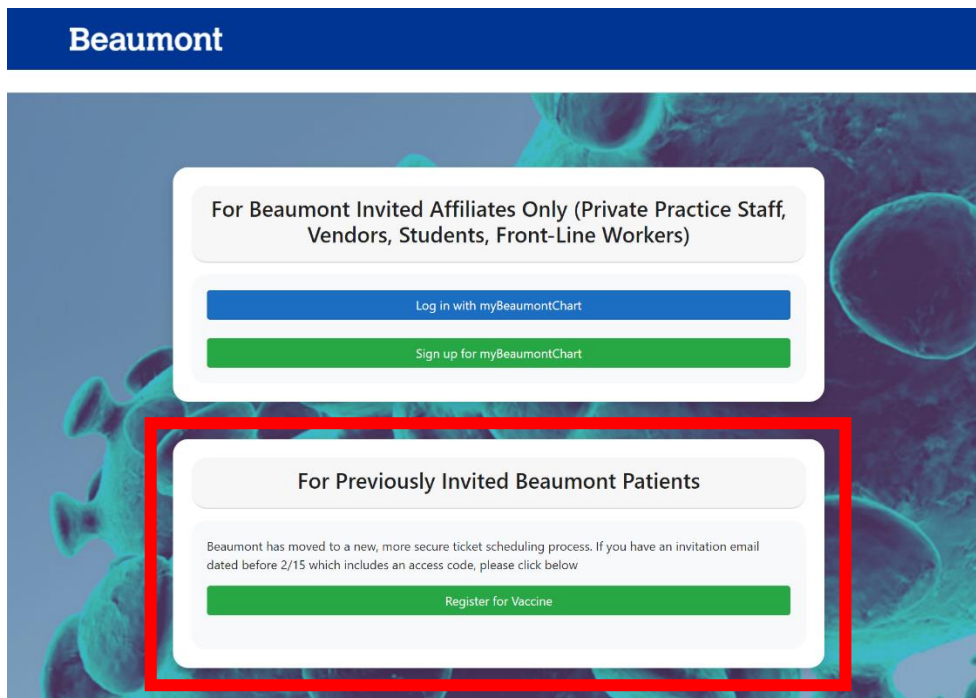 Beaumont
For Beaumont Invited Affiliates Only (Private Practice Staff,
Vendors, Students, Front-Line Workers)
Log in with myBeaumontChart
Sign up for myBeaumontChart
For Previously Invited Beaumont Patients
Beaumont has moved to a new, more secure ticket scheduling process. If you have an invitation email
dated before 2/15 which includes an access code, please click below
Register for Vaccine